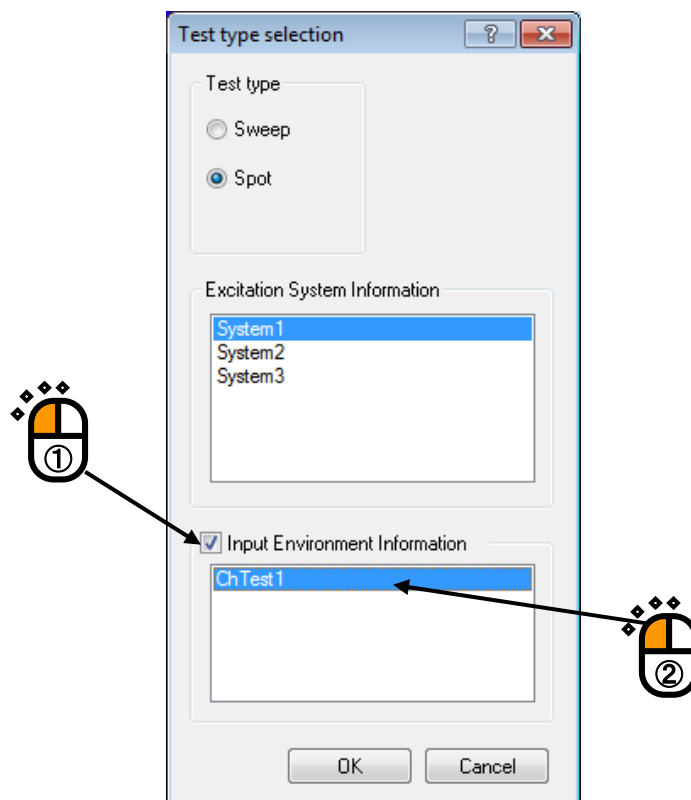 Test type selection
Test type
Sweep
Spot
Excitation System Information
System1
System2
System3
①
Input Environment Information
ChTest1
②
OK
Cancel